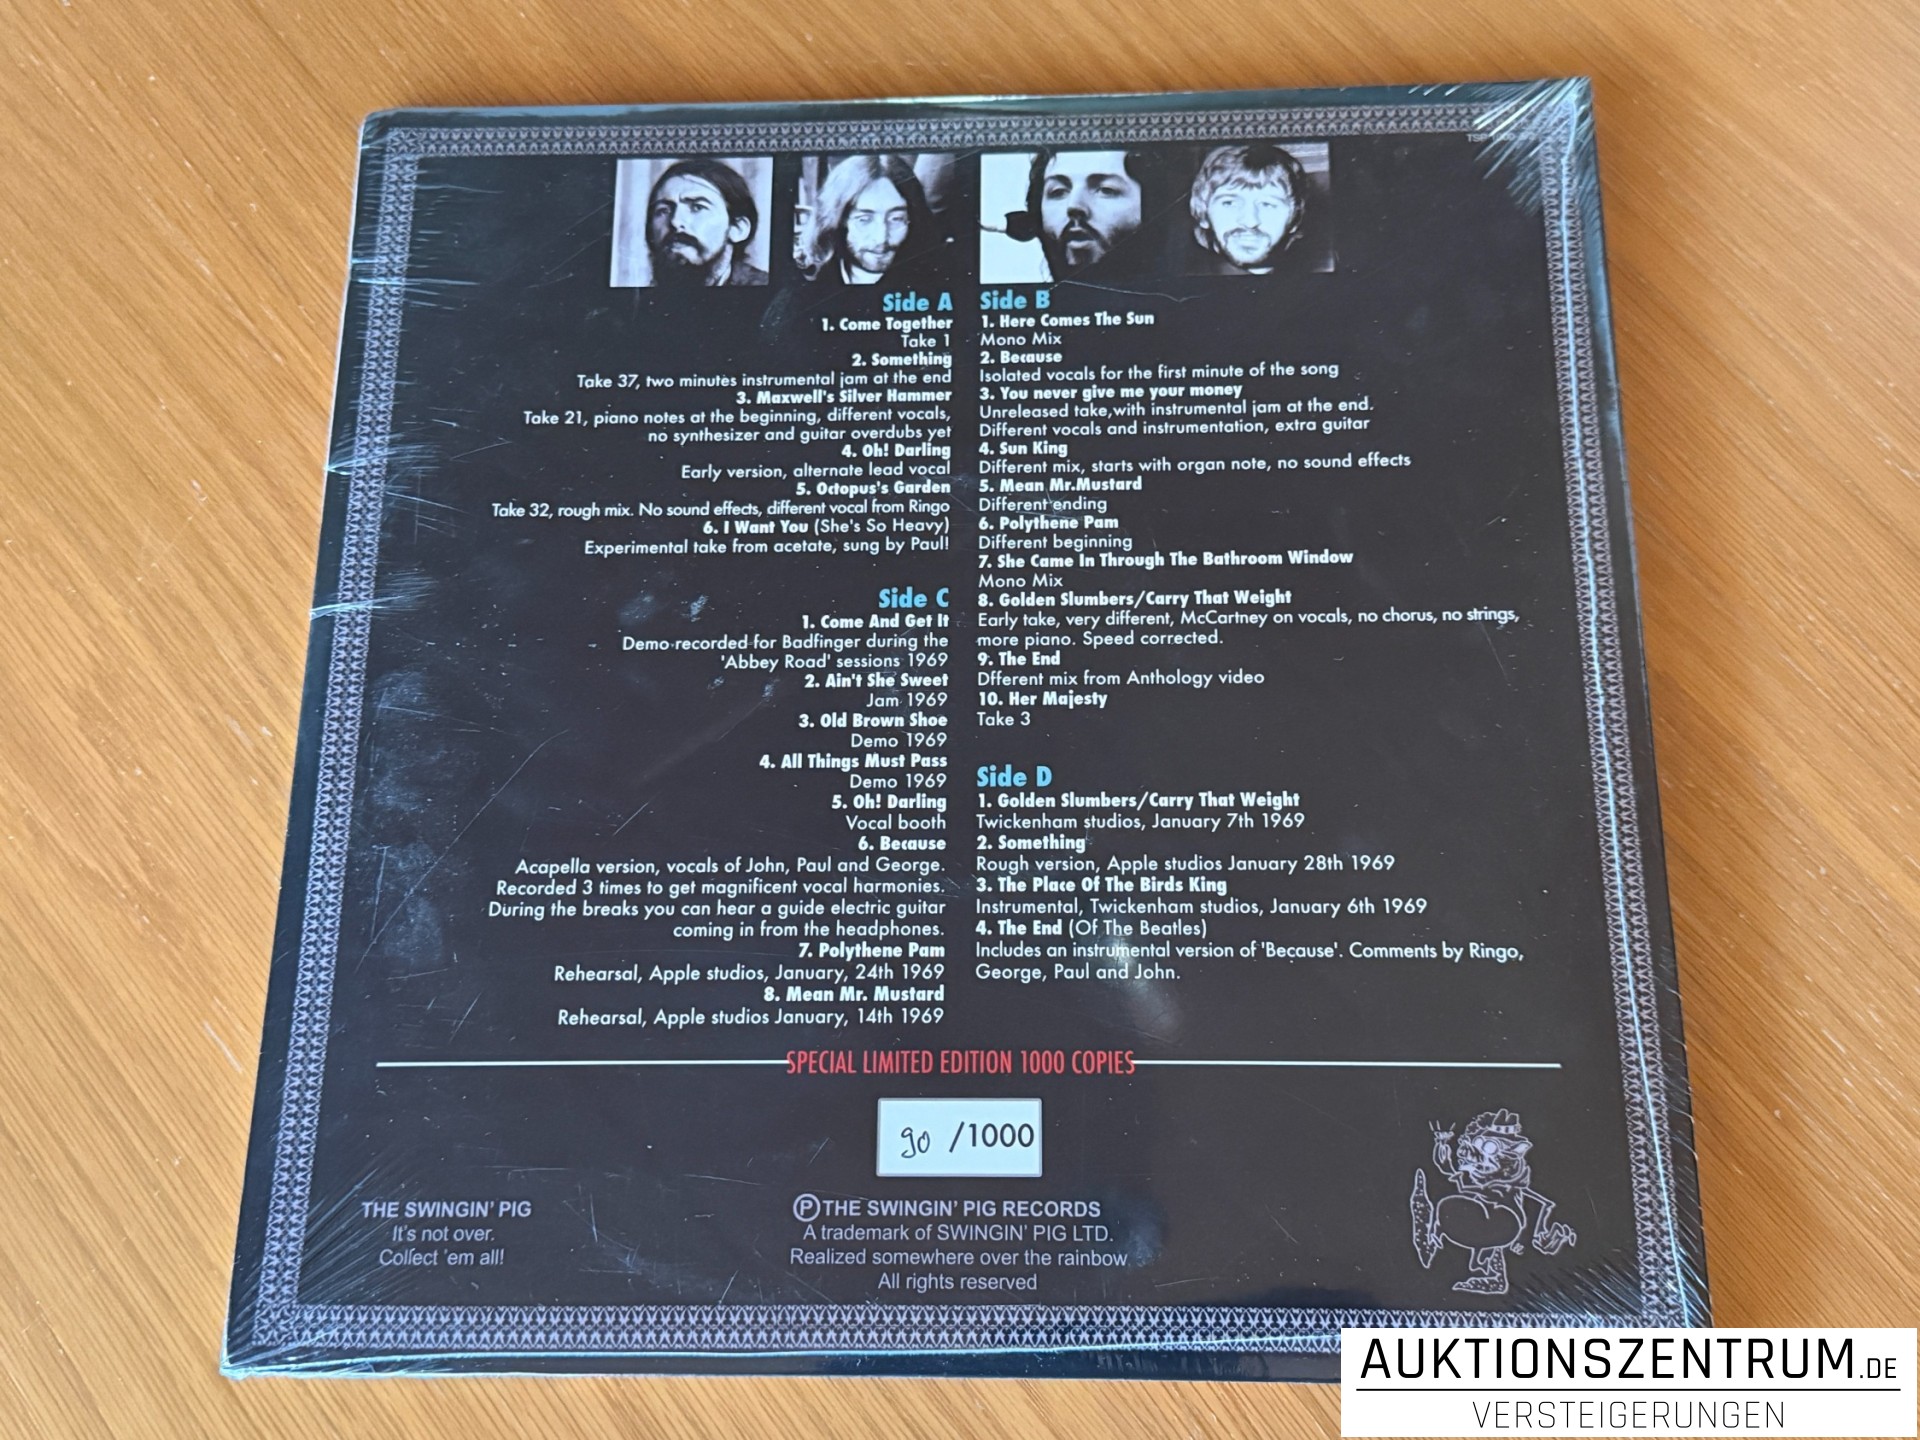 Side A
1. Come Together
Take 1
2. Something
Take 37, two minutes instrumental jam at the end
3. Maxwell's Silver Hammer
Take 21, piano notes at the beginning, different vocals,
no synthesizer and guitar overdubs yet
4. Oh! Darling
Early version, alternate lead vocal
5. Octopus's Garden
Take 32, rough mix. No sound effects, different vocal from Ringo
6. I Want You (She's So Heavy)
Experimental take from acetate, sung by Paul!
Side B
1. Here Comes The Sun
Mono Mix
2. Because
Isolated vocals for the first minute of the song
3. You never give me your money
Unreleased take,with instrumental jam at the end.
Different vocals and instrumentation, extra guitar
4. Sun King
Different mix, starts with organ note, no sound effects
5. Mean Mr.Mustard
Different ending
6. Polythene Pam
Different beginning
7. She Came In Through The Bathroom Window
Mono Mix
8. Golden Slumbers/Carry That Weight
Early take, very different, McCartney on vocals, no chorus, no strings,
more piano. Speed corrected.
9. The End
Dfferent mix from Anthology video
10. Her Majesty
Take 3
Side C
1. Come And Get It
Demo recorded for Badfinger during the
'Abbey Road' sessions 1969
2. Ain't She Sweet
Jam 1969
3. Old Brown Shoe
Demo 1969
4. All Things Must Pass
Demo 1969
5. Oh! Darling
Vocal booth
6. Because
Acapella version, vocals of John, Paul and George.
Recorded 3 times to get magnificent vocal harmonies.
During the breaks you can hear a guide electric guitar
coming in from the headphones.
7. Polythene Pam
Rehearsal, Apple studios, January, 24th 1969
8. Mean Mr. Mustard
Rehearsal, Apple studios January, 14th 1969
Side D
1. Golden Slumbers/Carry That Weight
Twickenham studios, January 7th 1969
2. Something
Rough version, Apple studios January 28th 1969
3. The Place Of The Birds King
Instrumental, Twickenham studios, January 6th 1969
4. The End (Of The Beatles)
Includes an instrumental version of 'Because'. Comments by Ringo,
George, Paul and John.
SPECIAL LIMITED EDITION 1000 COPIES
90 /1000
THE SWINGIN' PIG
It's not over.
Collect 'em all!
Ⓟ THE SWINGIN' PIG RECORDS
A trademark of SWINGIN' PIG LTD.
Realized somewhere over the rainbow
All rights reserved
AUKTIONSZENTRUM.DE
VERSTEIGERUNGEN